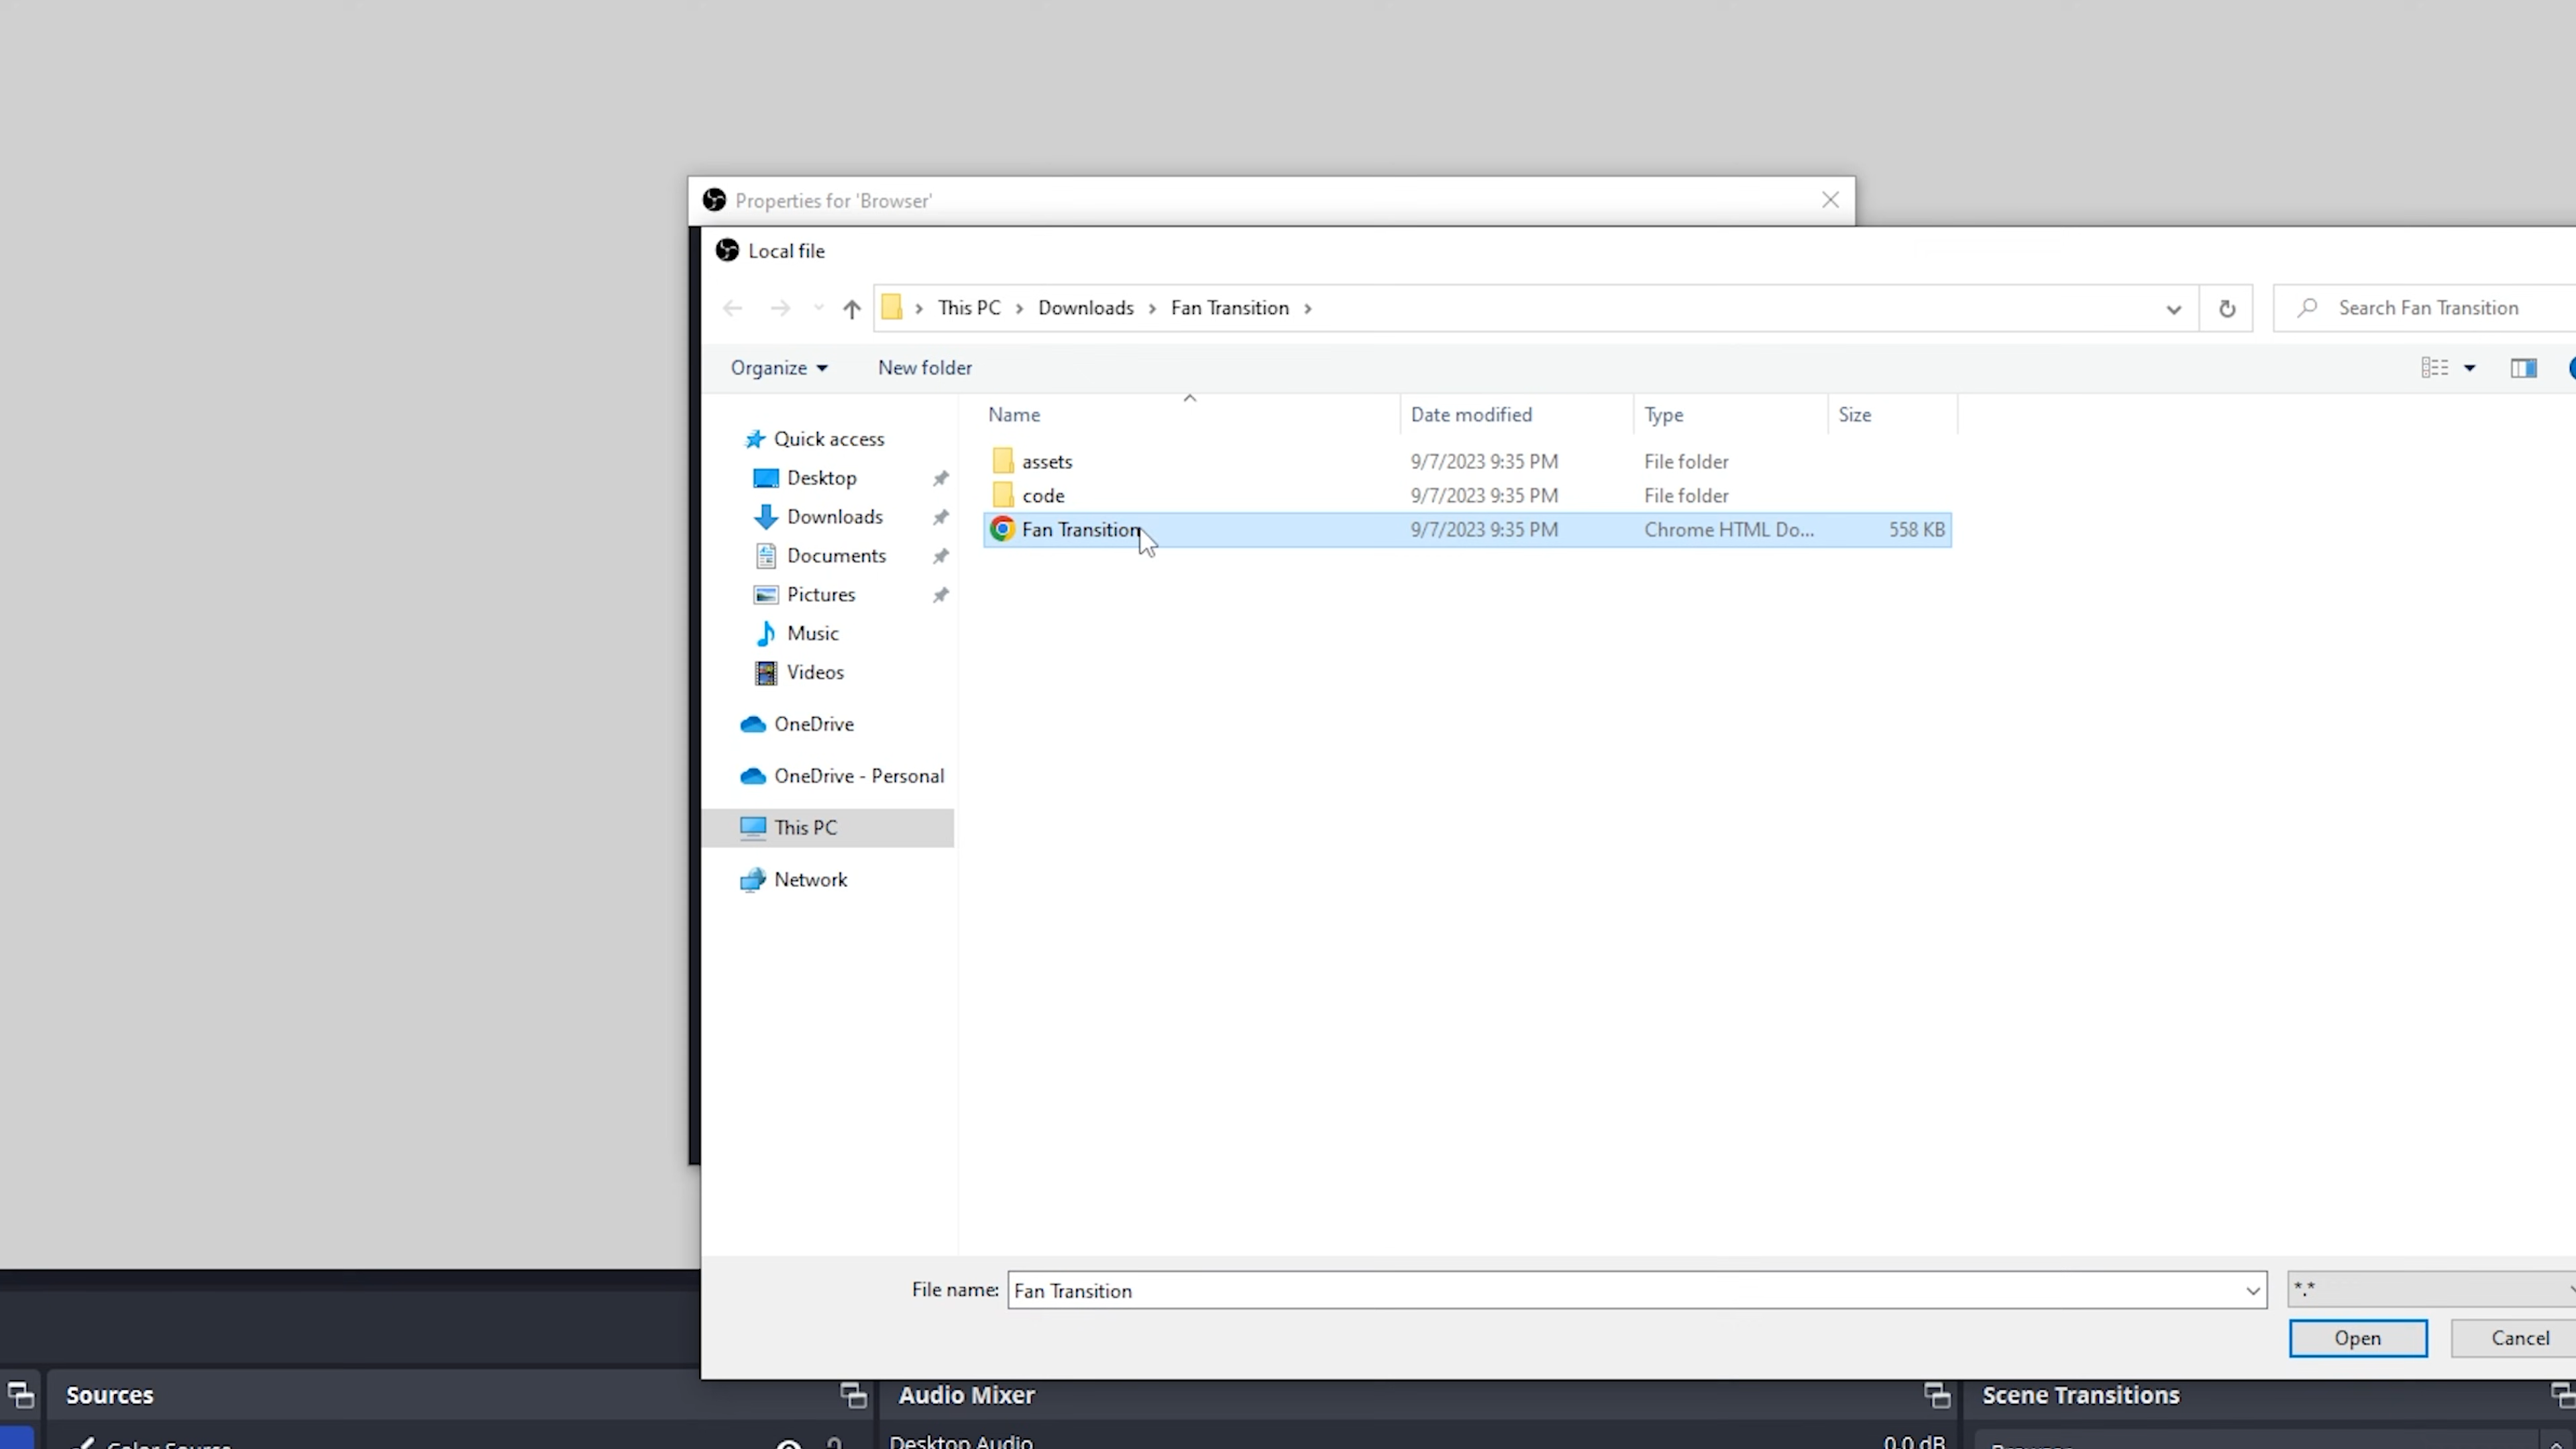 Properties for 'Browser'
Local file
This PC > Downloads > Fan Transition >
Search Fan Transition
Organize
New folder
Name Date modified Type Size
Quick access
Desktop
Downloads
Documents
Pictures
Music
Videos
OneDrive
OneDrive - Personal
This PC
Network
assets 9/7/2023 9:35 PM File folder
code 9/7/2023 9:35 PM File folder
Fan Transition 9/7/2023 9:35 PM Chrome HTML Do... 558 KB
File name: Fan Transition
*.*
Open
Cancel
Sources
Audio Mixer
Scene Transitions
Color Source
Desktop Audio
0.0 dB